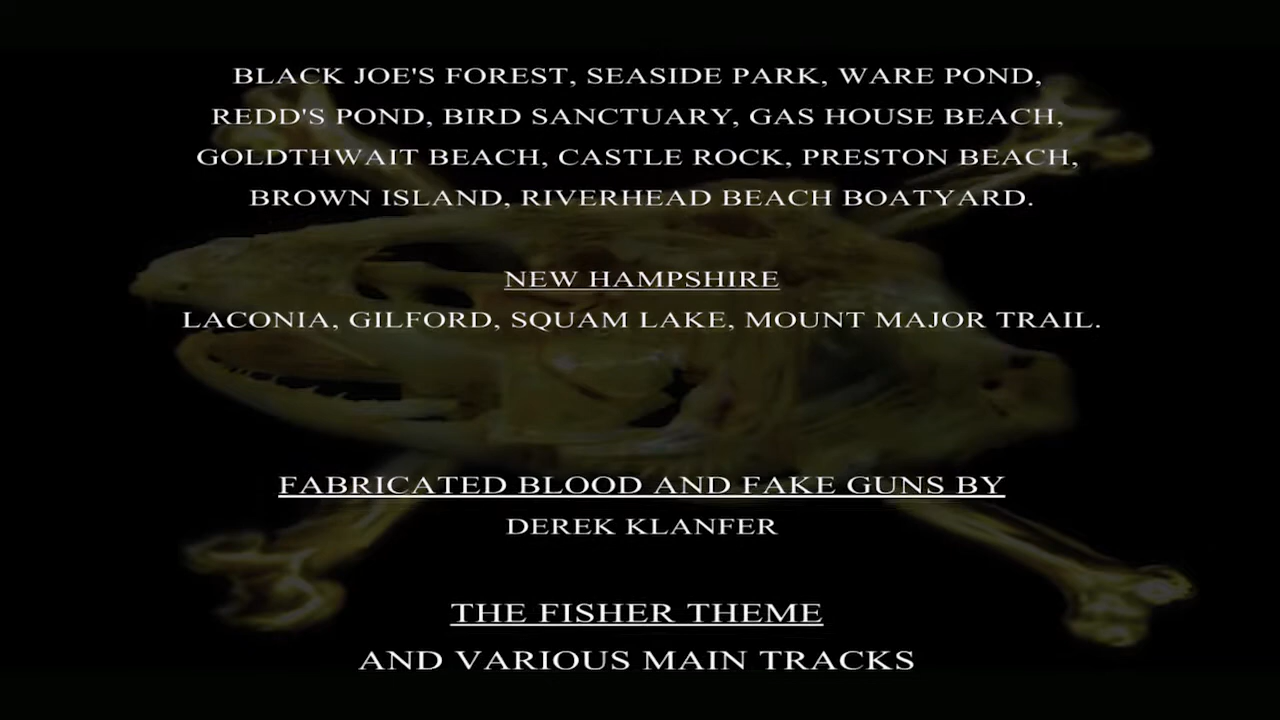 BLACK JOE'S FOREST, SEASIDE PARK, WARE POND,
REDD'S POND, BIRD SANCTUARY, GAS HOUSE BEACH,
GOLDTHWAIT BEACH, CASTLE ROCK, PRESTON BEACH,
BROWN ISLAND, RIVERHEAD BEACH BOATYARD.
NEW HAMPSHIRE
LACONIA, GILFORD, SQUAM LAKE, MOUNT MAJOR TRAIL.
FABRICATED BLOOD AND FAKE GUNS BY
DEREK KLANFER
THE FISHER THEME
AND VARIOUS MAIN TRACKS